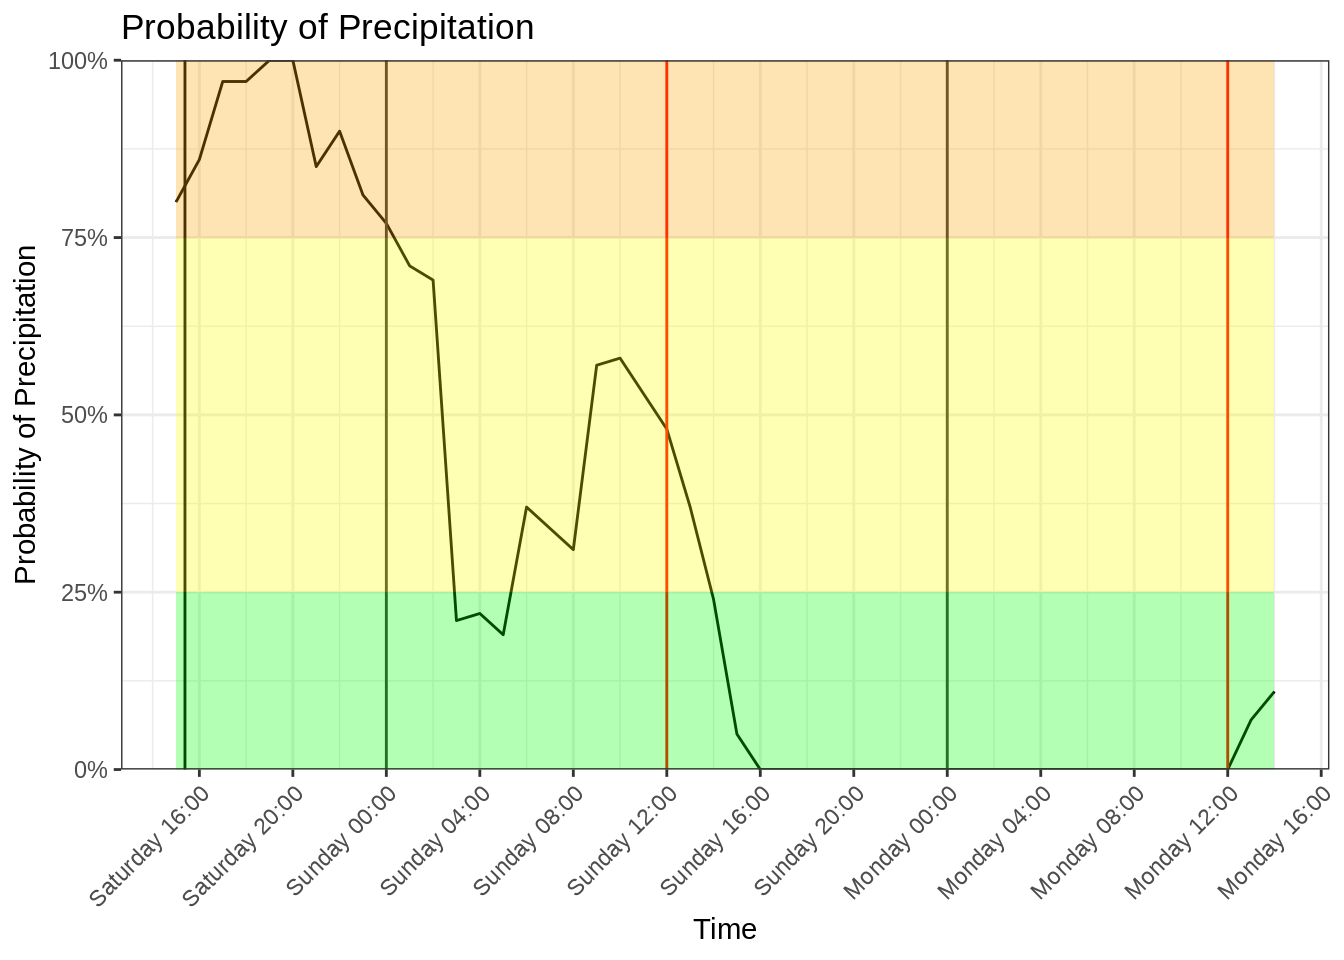 Probability of Precipitation
Probability of Precipitation
100%
75%
50%
25%
0%
Saturday 16:00
Saturday 20:00
Sunday 00:00
Sunday 04:00
Sunday 08:00
Sunday 12:00
Sunday 16:00
Sunday 20:00
Monday 00:00
Monday 04:00
Monday 08:00
Monday 12:00
Monday 16:00
Time